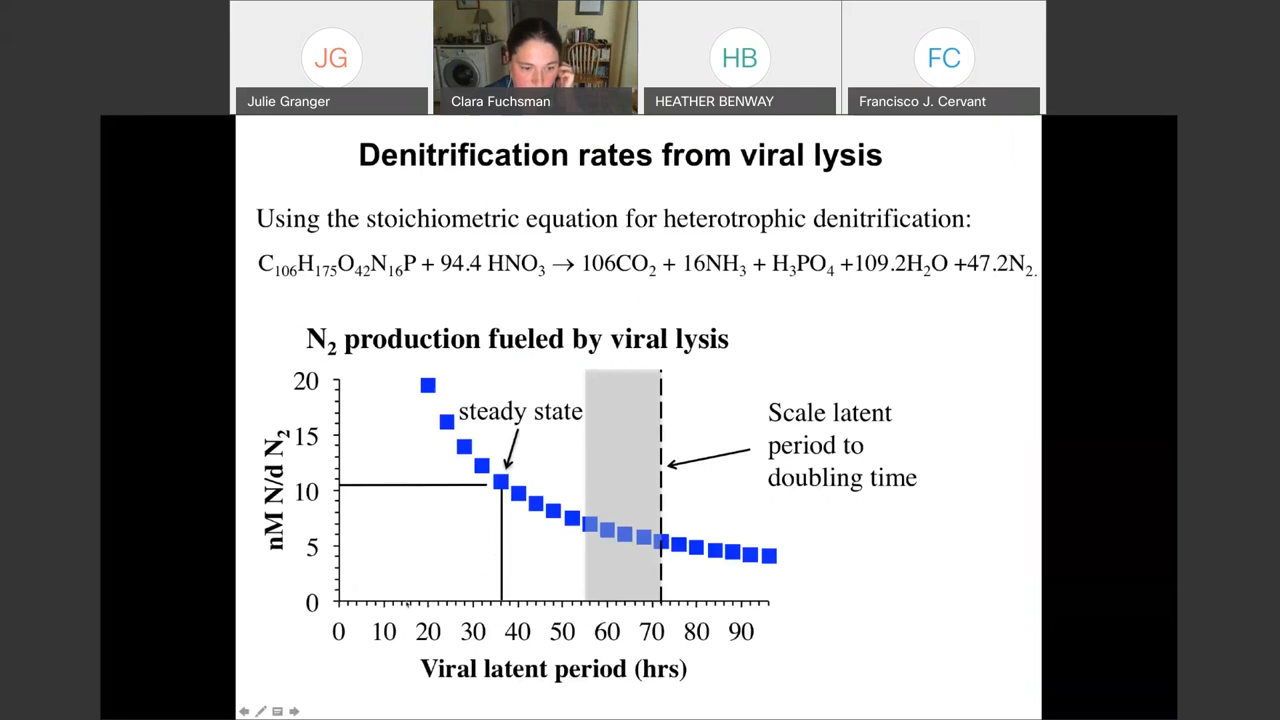 JG
HB
FC
Julie Granger
Clara Fuchsman
HEATHER BENWAY
Francisco J. Cervant
Denitrification rates from viral lysis
Using the stoichiometric equation for heterotrophic denitrification:
C₁₀₆H₁₇₅O₄₂N₁₆P + 94.4 HNO₃ → 106CO₂ + 16NH₃ + H₃PO₄ +109.2H₂O +47.2N₂.
N₂ production fueled by viral lysis
nM N/d N₂
20
15
10
5
0
steady state
Scale latent
period to
doubling time
0 10 20 30 40 50 60 70 80 90
Viral latent period (hrs)